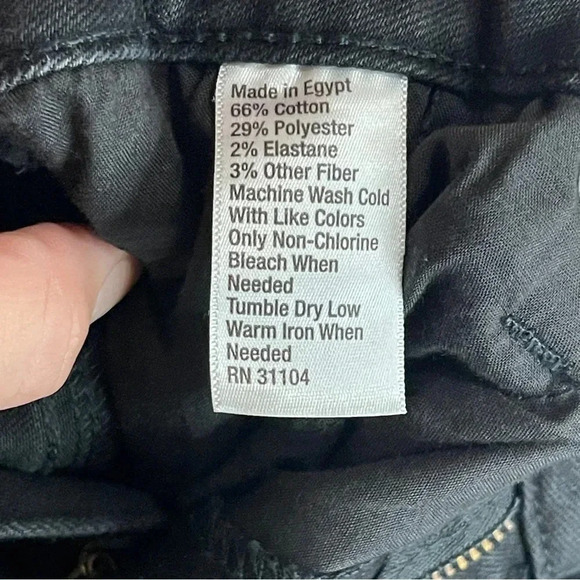 Made in Egypt
66% Cotton
29% Polyester
2% Elastane
3% Other Fiber
Machine Wash Cold
With Like Colors
Only Non-Chlorine
Bleach When
Needed
Tumble Dry Low
Warm Iron When
Needed
RN 31104